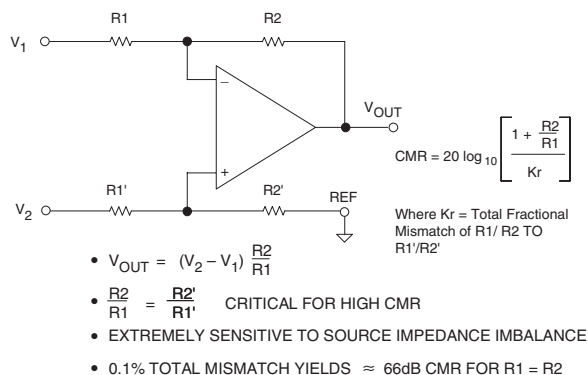 R1 R2
V1
–
VOUT
+
R1' R2' REF
V2
CMR = 20 log10 [ 1 + R2/R1 / Kr ]
Where Kr = Total Fractional
Mismatch of R1/ R2 TO
R1'/R2'
• VOUT = (V2 – V1) R2/R1
• R2/R1 = R2'/R1' CRITICAL FOR HIGH CMR
• EXTREMELY SENSITIVE TO SOURCE IMPEDANCE IMBALANCE
• 0.1% TOTAL MISMATCH YIELDS ≈ 66dB CMR FOR R1 = R2